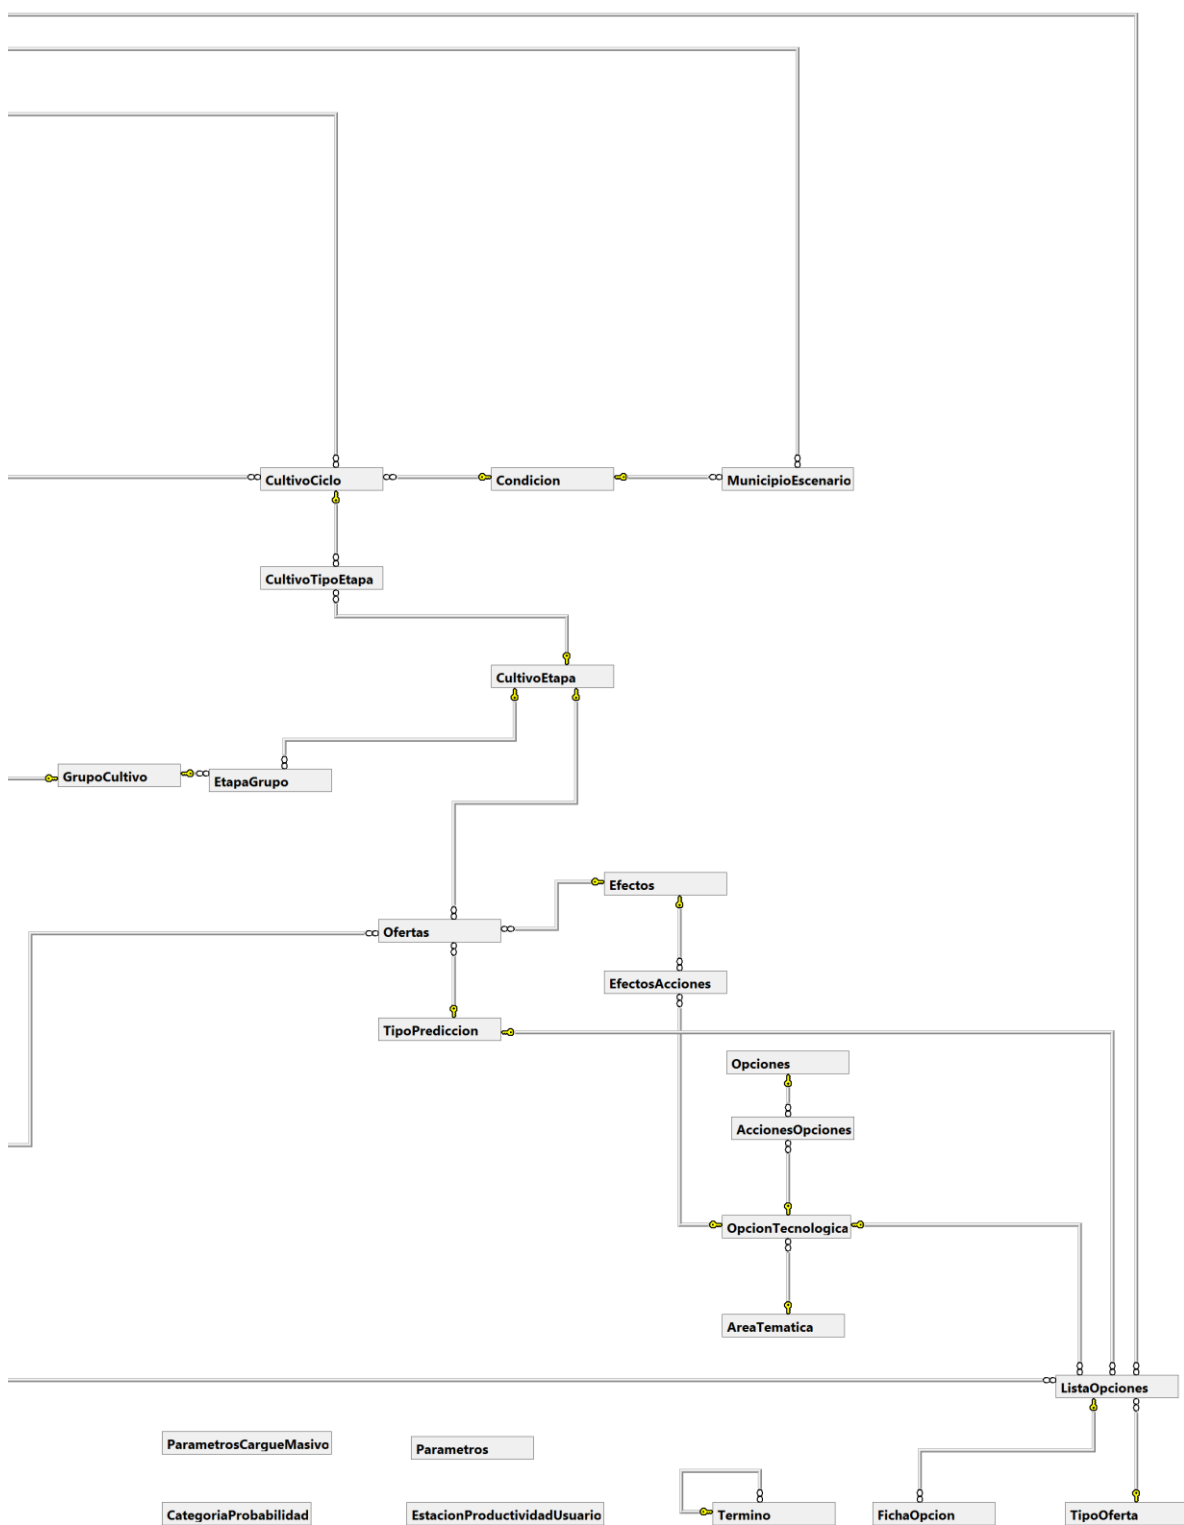 CultivoCiclo
Condicion
MunicipioEscenario
CultivoTipoEtapa
CultivoEtapa
GrupoCultivo
EtapaGrupo
Efectos
Ofertas
EfectosAcciones
TipoPrediccion
Opciones
AccionesOpciones
OpcionTecnologica
AreaTematica
ListaOpciones
ParametrosCargueMasivo
Parametros
CategoriaProbabilidad
EstacionProductividadUsuario
Termino
FichaOpcion
TipoOferta